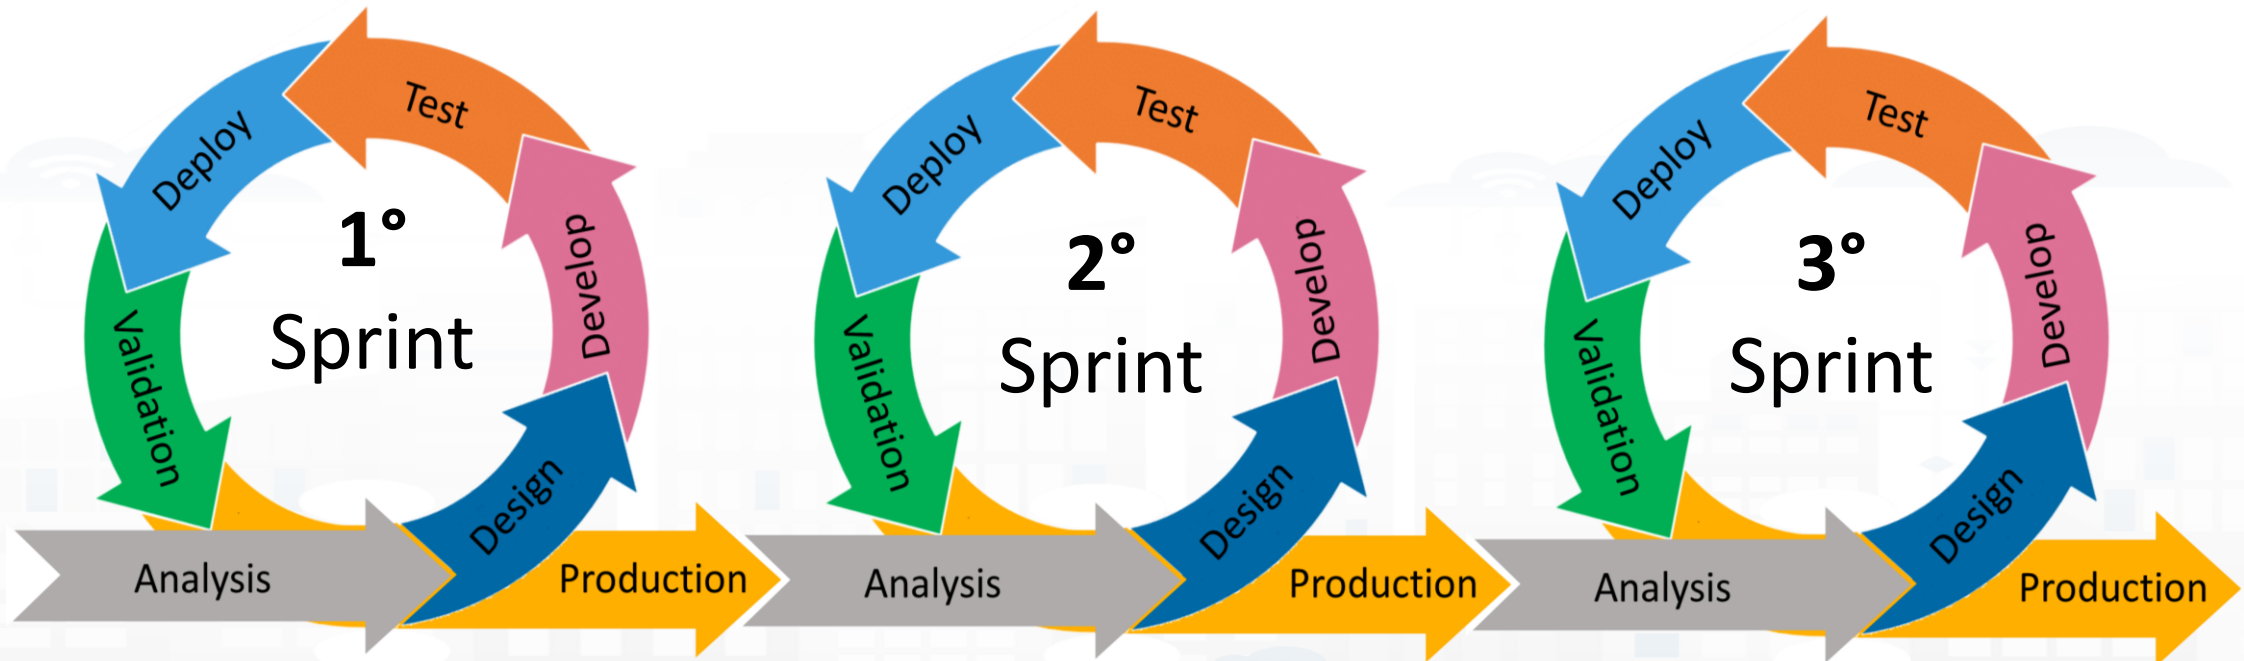 Test
Deploy
1°
Sprint
Develop
Validation
Design
Analysis
Production
Test
Deploy
2°
Sprint
Develop
Validation
Design
Analysis
Production
Test
Deploy
3°
Sprint
Develop
Validation
Design
Analysis
Production